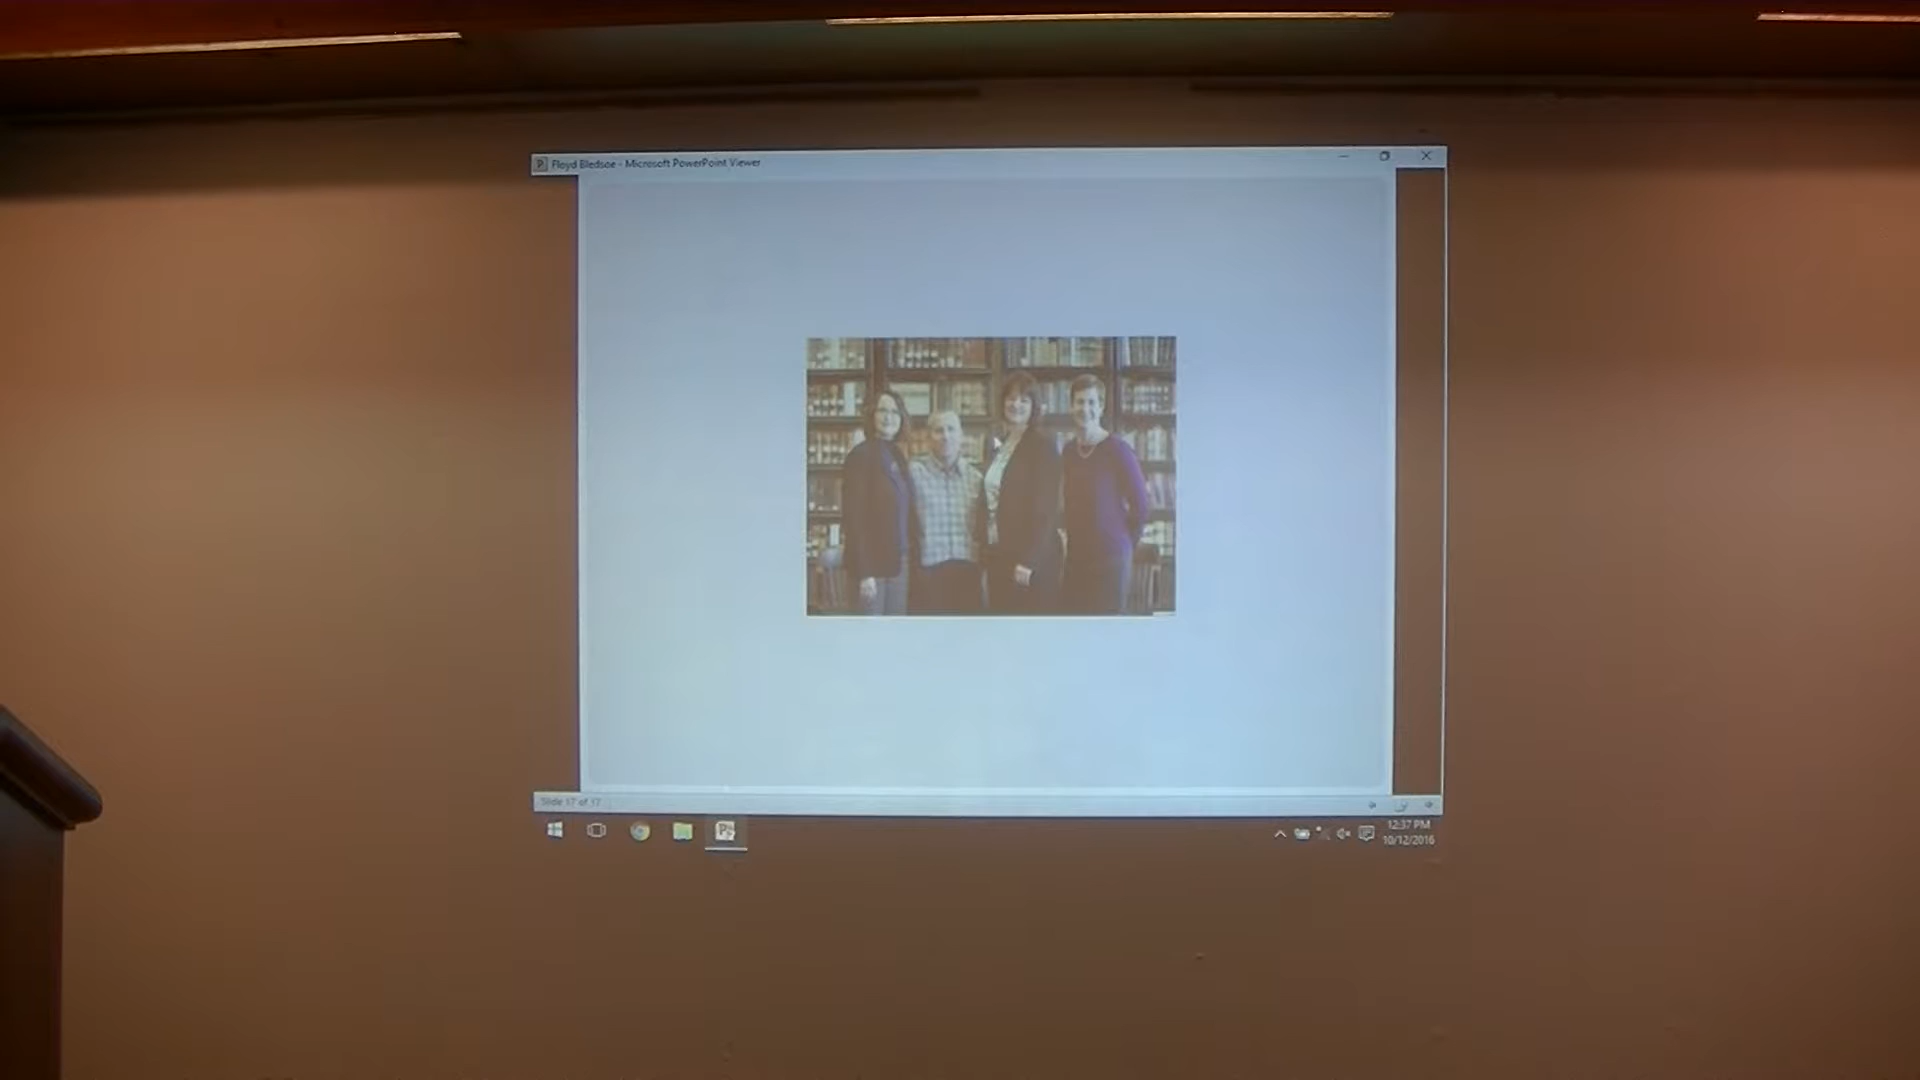 Floyd Bledsoe - Microsoft PowerPoint Viewer
Slide 17 of 17
12:37 PM
10/12/2016